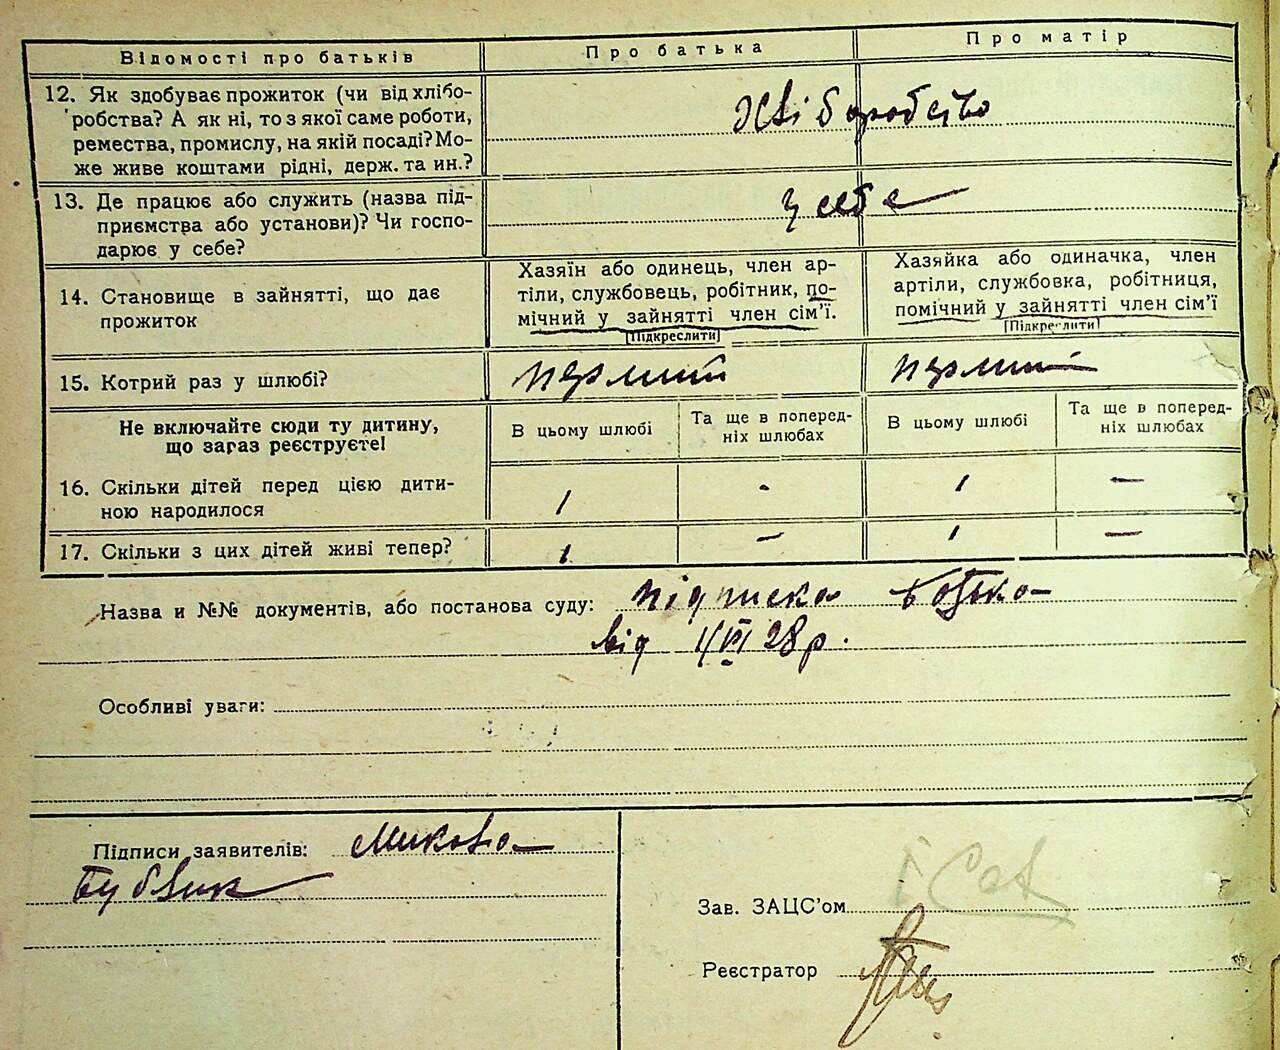 Відомості про батьків Про батька Про матір
12. Як здобуває прожиток (чи від хлібо-
робства? А як ні, то з якої саме роботи,
ремества, промислу, на якій посаді? Мо-
же живе коштами рідні, держ. та ин.?
Хліборобство
13. Де працює або служить (назва під-
приємства або установи)? Чи госпо-
дарює у себе?
у себе
14. Становище в зайнятті, що дає
прожиток
Хазяїн або одинець, член ар-
тіли, службовець, робітник, по-
мічний у зайнятті член сім’ї.
[Підкреслити]
Хазяйка або одиначка, член
артіли, службовка, робітниця,
помічний у зайнятті член сім’ї
[Підкреслити]
15. Котрий раз у шлюбі? перший перший
Не включайте сюди ту дитину,
що загаз реєструєте!
В цьому шлюбі
Та ще в поперед-
ніх шлюбах
В цьому шлюбі
Та ще в поперед-
ніх шлюбах
16. Скільки дітей перед цією дити-
ною народилося
1 - 1 —
17. Скільки з цих дітей живі тепер? 1 — 1 —
Назва и №№ документів, або постанова суду: підписка батька
від 1/VI 28 р.
Особливі уваги:
Підписи заявителів: Микола
Бублик
Зав. ЗАЦС’ом
Реєстратор